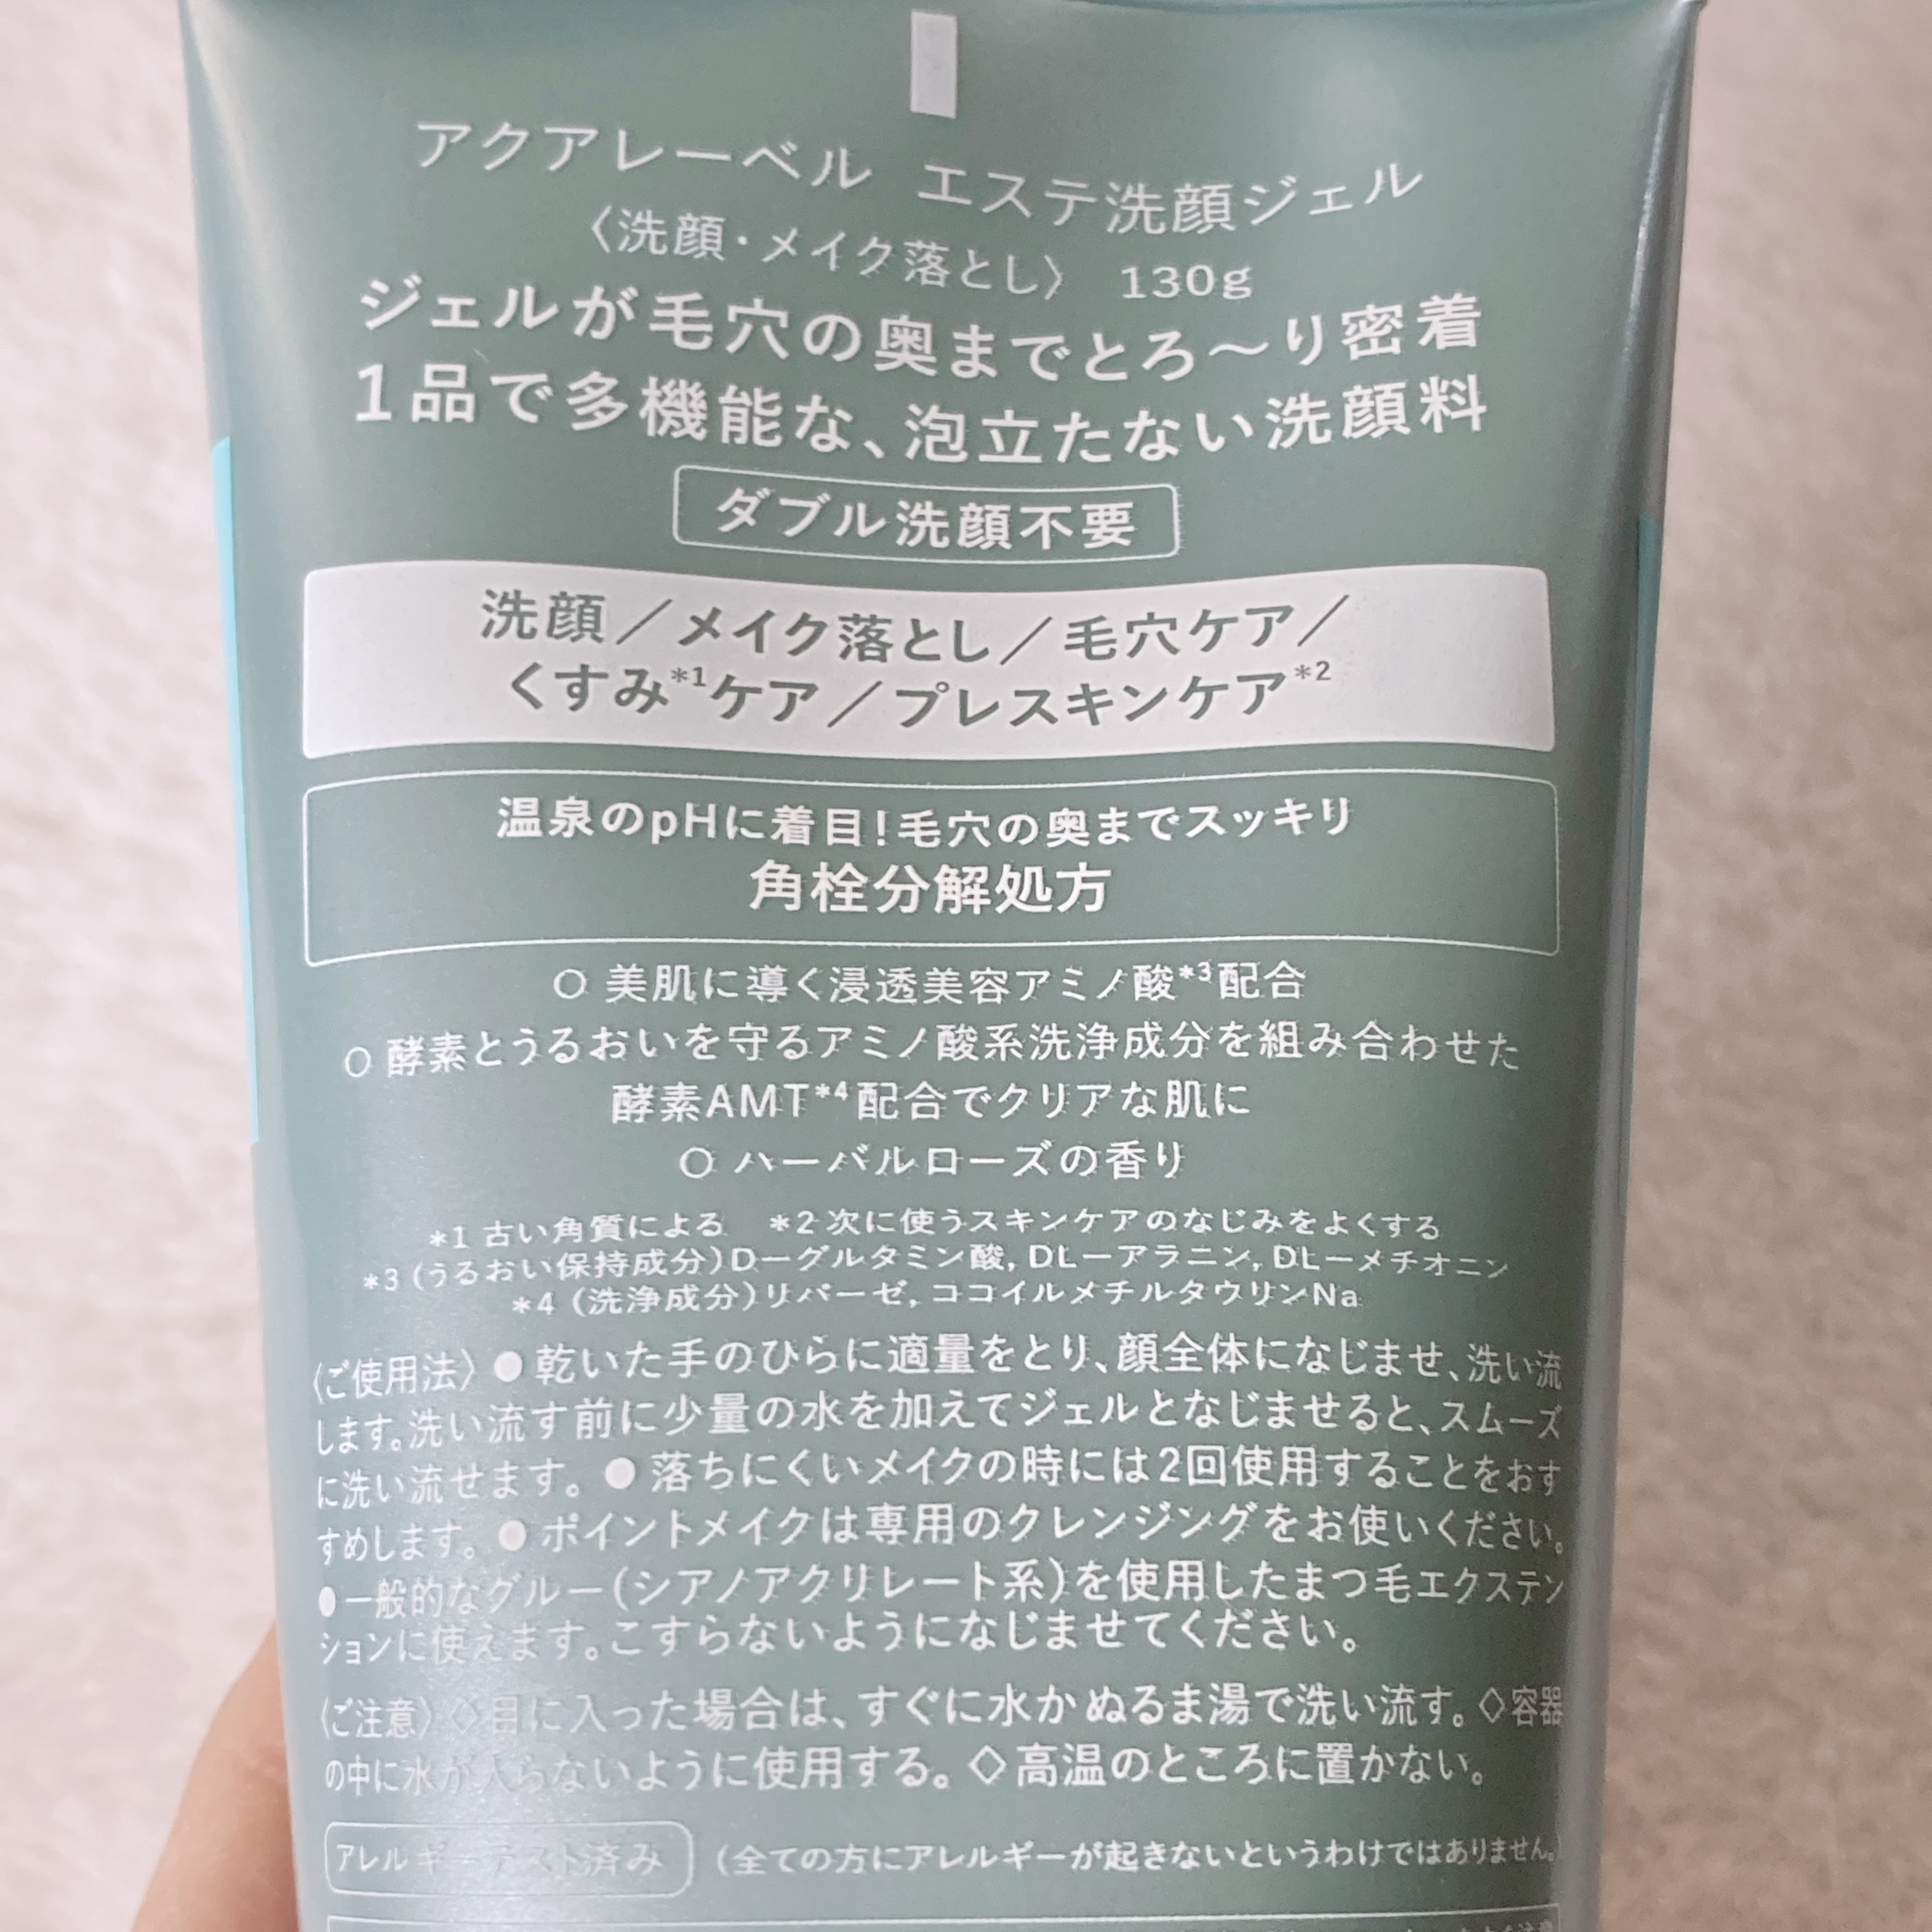 アクアレーベル エステ洗顔ジェル
〈洗顔・メイク落とし〉 130g
ジェルが毛穴の奥までとろ〜り密着
1品で多機能な、泡立たない洗顔料
ダブル洗顔不要
洗顔／メイク落とし／毛穴ケア／
くすみ*1ケア／プレスキンケア*2
温泉のpHに着目!毛穴の奥までスッキリ
角栓分解処方
○ 美肌に導く浸透美容アミノ酸*3配合
○ 酵素とうるおいを守るアミノ酸系洗浄成分を組み合わせた
酵素AMT*4配合でクリアな肌に
○ ハーバルローズの香り
*1 古い角質による *2 次に使うスキンケアのなじみをよくする
*3（うるおい保持成分）D－グルタミン酸, DL－アラニン, DL－メチオニン
*4（洗浄成分）リパーゼ, ココイルメチルタウリンNa
〈ご使用法〉●乾いた手のひらに適量をとり、顔全体になじませ、洗い流
します。洗い流す前に少量の水を加えてジェルとなじませると、スムーズ
に洗い流せます。●落ちにくいメイクの時には2回使用することをおす
すめします。●ポイントメイクは専用のクレンジングをお使いください。
●一般的なグルー（シアノアクリレート系）を使用したまつ毛エクステン
ションに使えます。こすらないようになじませてください。
〈ご注意〉◇目に入った場合は、すぐに水かぬるま湯で洗い流す。◇容器
の中に水が入らないように使用する。◇高温のところに置かない。
アレルギーテスト済み（全ての方にアレルギーが起きないというわけではありません。）